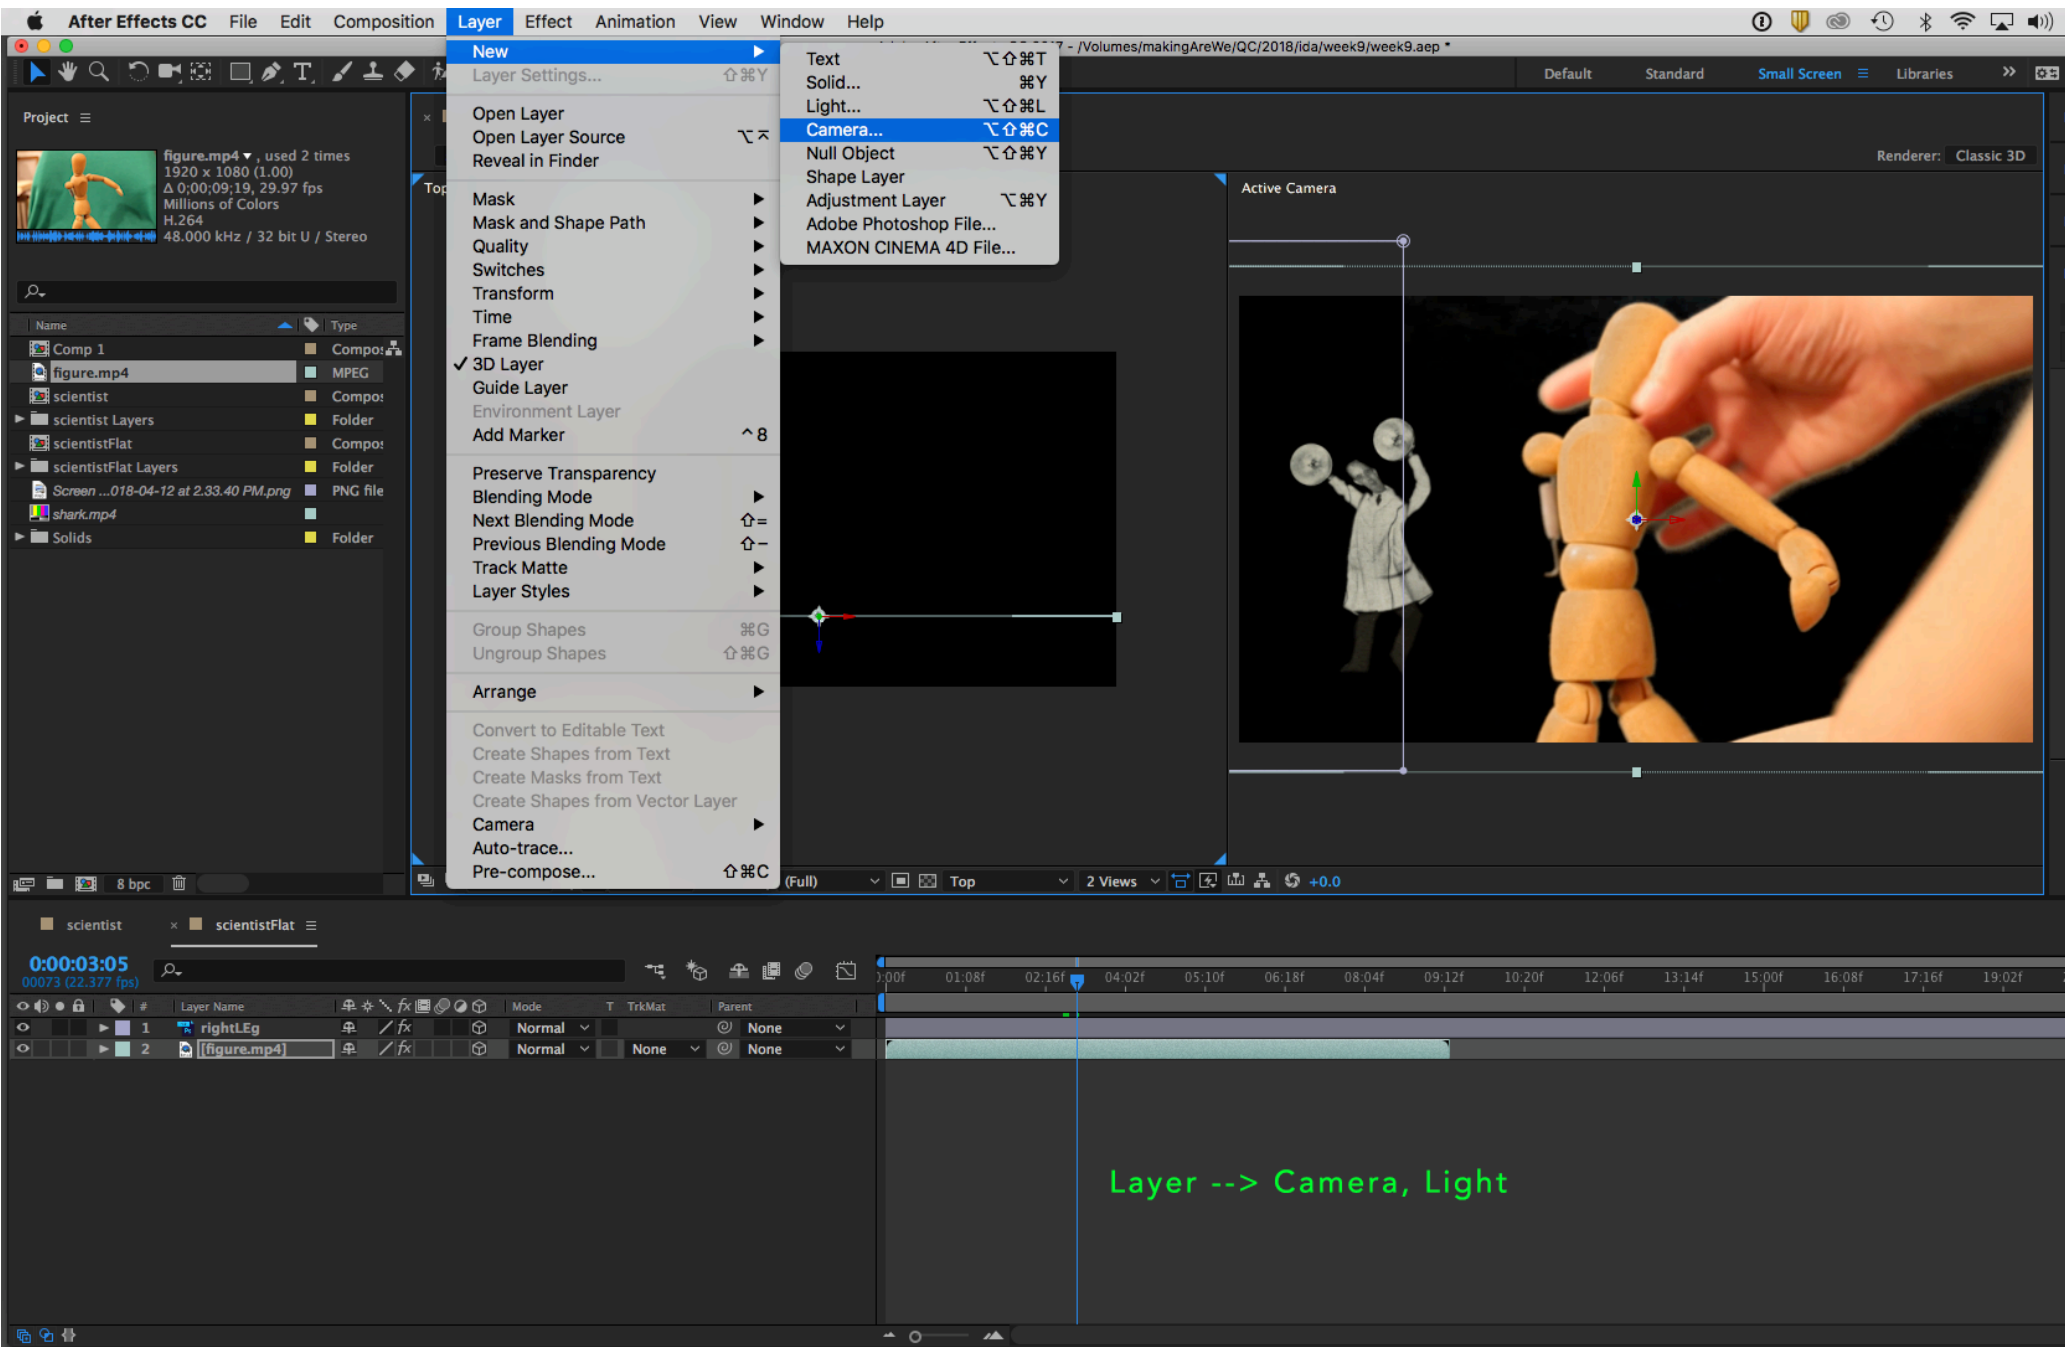 After Effects CC File Edit Composition Layer Effect Animation View Window Help
7 - /Volumes/makingAreWe/QC/2018/ida/week9/week9.aep *
Default Standard Small Screen Libraries
Project
figure.mp4 , used 2 times
1920 x 1080 (1.00)
Δ 0;00;09;19, 29.97 fps
Millions of Colors
H.264
48.000 kHz / 32 bit U / Stereo
Name Type
Comp 1 Compos
figure.mp4 MPEG
scientist Compos
scientist Layers Folder
scientistFlat Compos
scientistFlat Layers Folder
Screen ...018-04-12 at 2.33.40 PM.png PNG file
shark.mp4
Solids Folder
8 bpc
New
Layer Settings... ⇧⌘Y
Open Layer
Open Layer Source
Reveal in Finder
Mask
Mask and Shape Path
Quality
Switches
Transform
Time
Frame Blending
✓ 3D Layer
Guide Layer
Environment Layer
Add Marker ^8
Preserve Transparency
Blending Mode
Next Blending Mode ⇧=
Previous Blending Mode ⇧-
Track Matte
Layer Styles
Group Shapes ⌘G
Ungroup Shapes ⇧⌘G
Arrange
Convert to Editable Text
Create Shapes from Text
Create Masks from Text
Create Shapes from Vector Layer
Camera
Auto-trace...
Pre-compose... ⇧⌘C
Text ⌥⇧⌘T
Solid... ⌘Y
Light... ⌥⇧⌘L
Camera... ⌥⇧⌘C
Null Object ⌥⇧⌘Y
Shape Layer
Adjustment Layer ⌥⌘Y
Adobe Photoshop File...
MAXON CINEMA 4D File...
Renderer: Classic 3D
Top
Active Camera
(Full) Top 2 Views +0.0
scientist × scientistFlat
0:00:03:05
00073 (22.377 fps)
:00f 01:08f 02:16f 04:02f 05:10f 06:18f 08:04f 09:12f 10:20f 12:06f 13:14f 15:00f 16:08f 17:16f 19:02f
# Layer Name Mode T TrkMat Parent
1 rightLEg Normal None
2 [figure.mp4] Normal None None
Layer --> Camera, Light